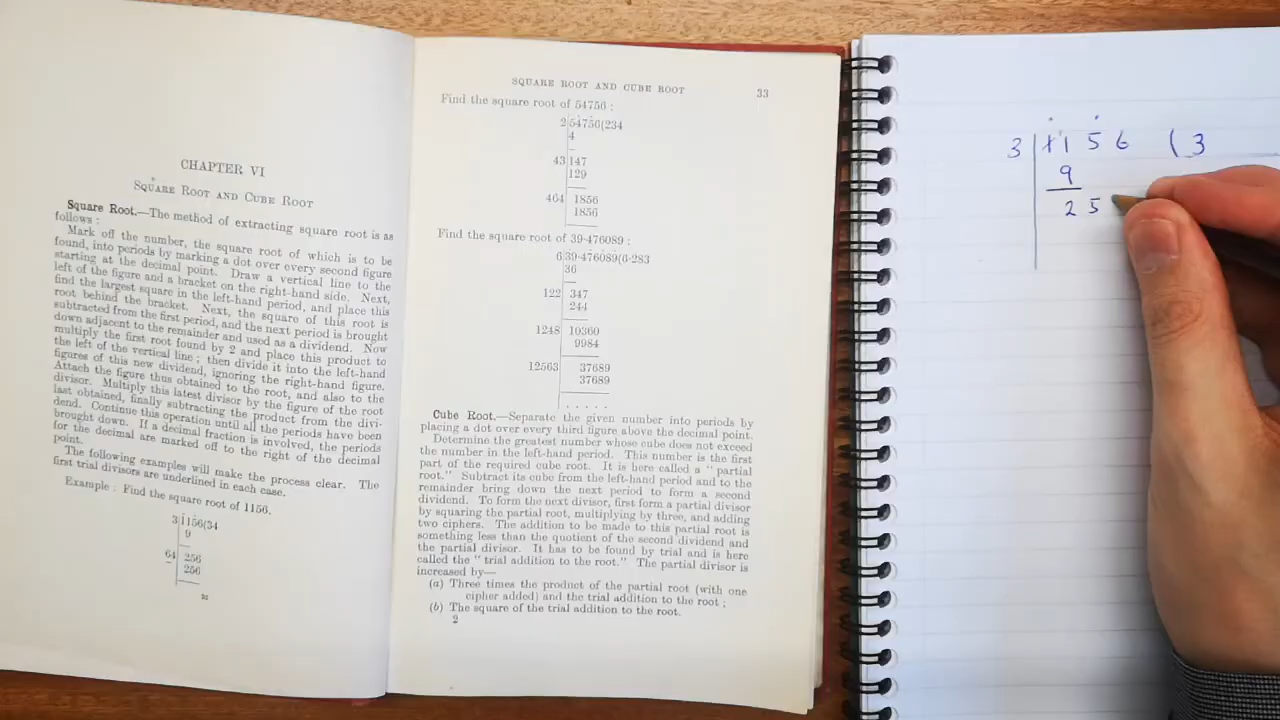 CHAPTER VI
SQUARE ROOT AND CUBE ROOT
Square Root.—The method of extracting square root is as
follows:
Mark off the number, the square root of which is to be
found, into periods by marking a dot over every second figure
starting at the decimal point. Draw a vertical line to the
left of the figure and a bracket on the right-hand side. Next,
find the largest square in the left-hand period, and place this
root behind the bracket. Next, the square of this root is
subtracted from the first period, and the next period is brought
down adjacent to the remainder and used as a dividend. Now
multiply the first root found by 2 and place this product to
the left of the vertical line; then divide it into the left-hand
figures of this new dividend, ignoring the right-hand figure.
Attach the figure thus obtained to the root, and also to the
divisor. Multiply this latest divisor by the figure of the root
last obtained, finally subtracting the product from the divi-
dend. Continue this operation until all the periods have been
brought down. If a decimal fraction is involved, the periods
for the decimal are marked off to the right of the decimal
point.
The following examples will make the process clear. The
first trial divisors are underlined in each case.
Example: Find the square root of 1156.
3|1156(34
9
64 256
256
SQUARE ROOT AND CUBE ROOT 33
Find the square root of 54756:
2|54756(234
4
43|147
129
464 1856
1856
Find the square root of 39·476089:
6|39·476089(6·283
36
122 347
244
1248 10360
9984
12563 37689
37689
. . . . .
Cube Root.—Separate the given number into periods by
placing a dot over every third figure above the decimal point.
Determine the greatest number whose cube does not exceed
the number in the left-hand period. This number is the first
part of the required cube root. It is here called a "partial
root." Subtract its cube from the left-hand period and to the
remainder bring down the next period to form a second
dividend. To form the next divisor, first form a partial divisor
by squaring the partial root, multiplying by three, and adding
two ciphers. The addition to be made to this partial root is
something less than the quotient of the second dividend and
the partial divisor. It has to be found by trial and is here
called the "trial addition to the root." The partial divisor is
increased by—
(a) Three times the product of the partial root (with one
cipher added) and the trial addition to the root;
(b) The square of the trial addition to the root.
2
3 | 1156 (3
9
25